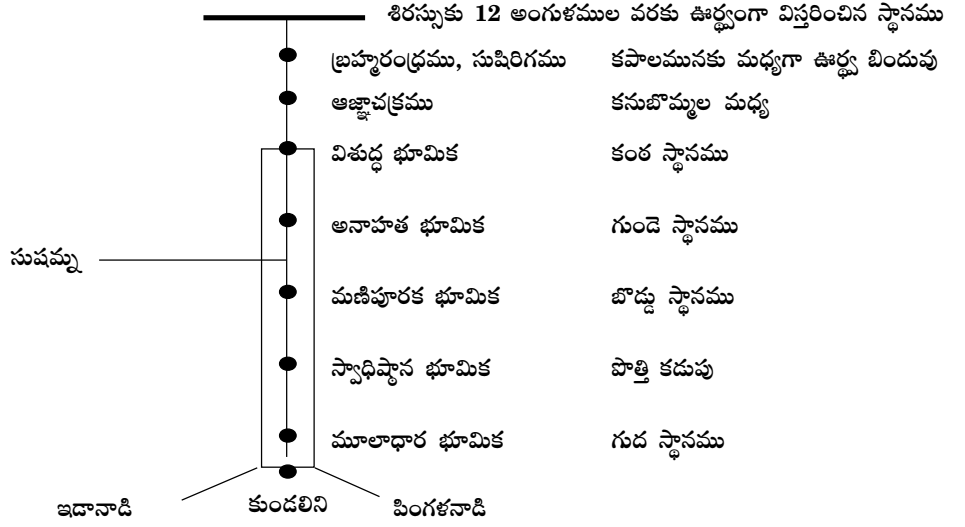 శిరస్సుకు 12 అంగుళముల వరకు ఊర్ధ్వంగా విస్తరించిన స్థానము
బ్రహ్మరంధ్రము, సుషిరిగము కపాలమునకు మధ్యగా ఊర్ధ్వ బిందువు
ఆజ్ఞాచక్రము కనుబొమ్మల మధ్య
విశుద్ధ భూమిక కంఠ స్థానము
అనాహత భూమిక గుండె స్థానము
సుషమ్న
మణిపూరక భూమిక బొడ్డు స్థానము
స్వాధిష్ఠాన భూమిక పొత్తి కడుపు
మూలాధార భూమిక గుద స్థానము
ఇడానాడి కుండలిని పింగళనాడి